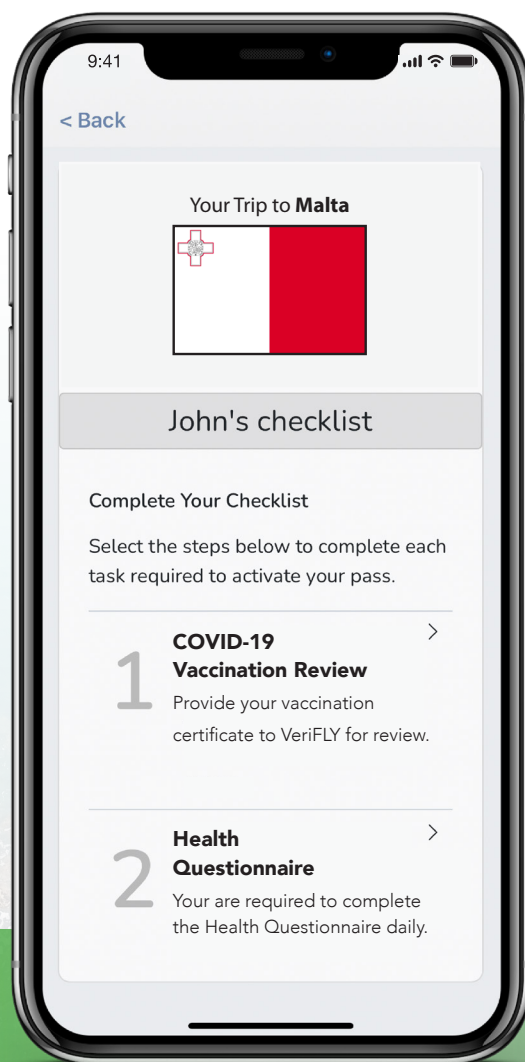 9:41
< Back
Your Trip to Malta
John's checklist
Complete Your Checklist
Select the steps below to complete each
task required to activate your pass.
1
COVID-19
Vaccination Review
Provide your vaccination
certificate to VeriFLY for review.
2
Health
Questionnaire
Your are required to complete
the Health Questionnaire daily.